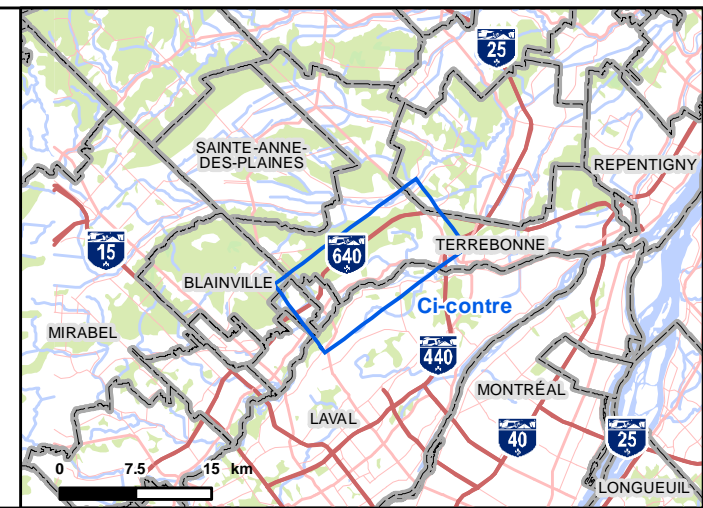 25
SAINTE-ANNE-
DES-PLAINES
REPENTIGNY
15
640
TERREBONNE
BLAINVILLE
Ci-contre
MIRABEL
440
MONTRÉAL
LAVAL
40
25
0 7.5 15 km
LONGUEUIL